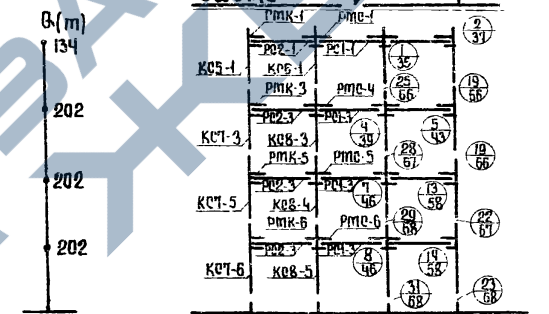 Q(m)
134
202
202
202
РМК-1 РМС-1
2
37
РС2-1 РС1-1
1
35
КС5-1 КС6-1
РМК-3 РМС-4
25
66
19
66
РС2-3 РС1-3
4
39
5
43
КС7-3 КС8-3
28
67
19
66
РМК-5 РМС-5
РС2-3 РС1-3
7
46
13
58
КС7-5 КС8-4
РМК-6 РМС-6
29
68
22
67
РС2-3 РС1-3
8
46
14
58
КС7-6 КС8-5
31
68
23
68